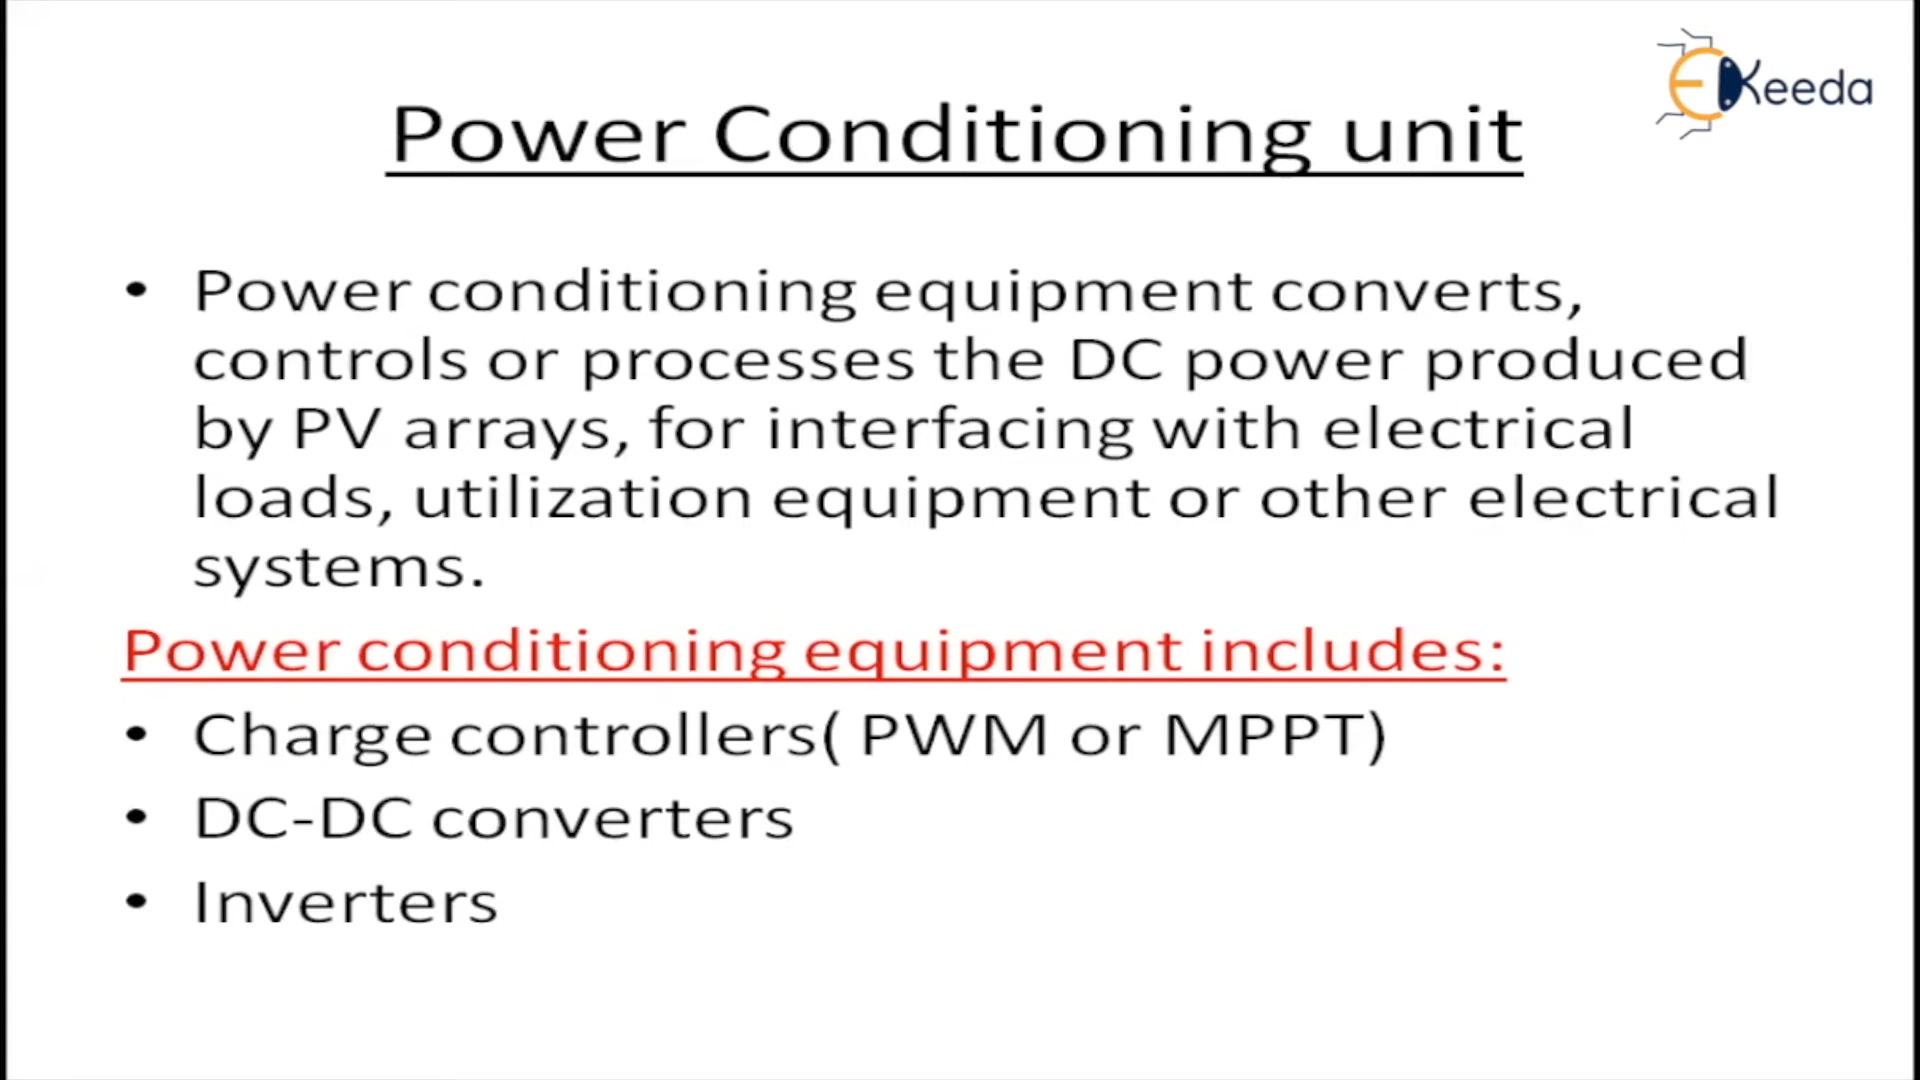 EKeeda
Power Conditioning unit
• Power conditioning equipment converts,
controls or processes the DC power produced
by PV arrays, for interfacing with electrical
loads, utilization equipment or other electrical
systems.
Power conditioning equipment includes:
• Charge controllers( PWM or MPPT)
• DC-DC converters
• Inverters